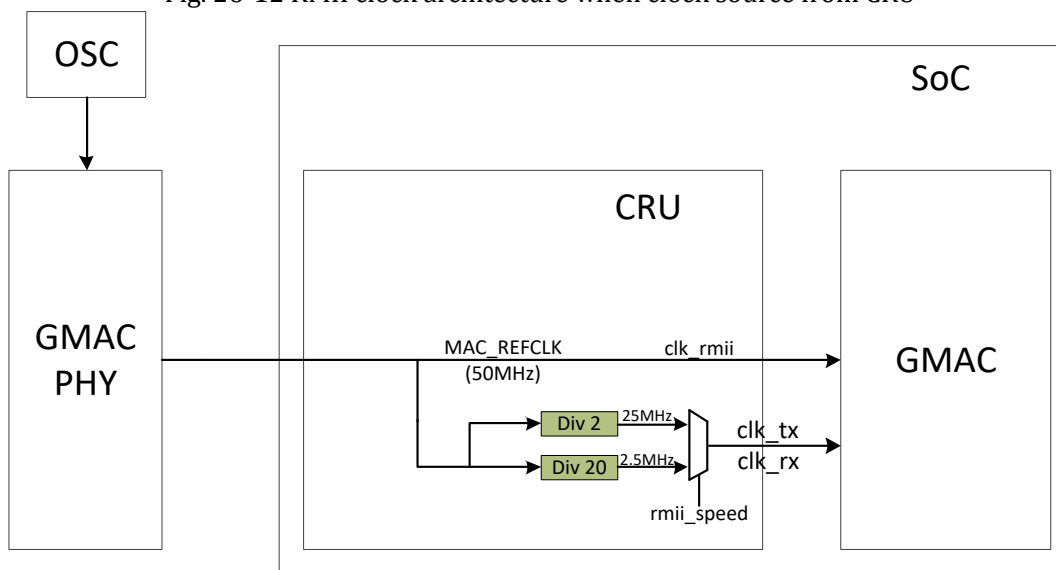 OSC
SoC
CRU
GMAC
PHY
MAC_REFCLK
(50MHz)
clk_rmii
GMAC
Div 2
25MHz
Div 20
2.5MHz
clk_tx
clk_rx
rmii_speed